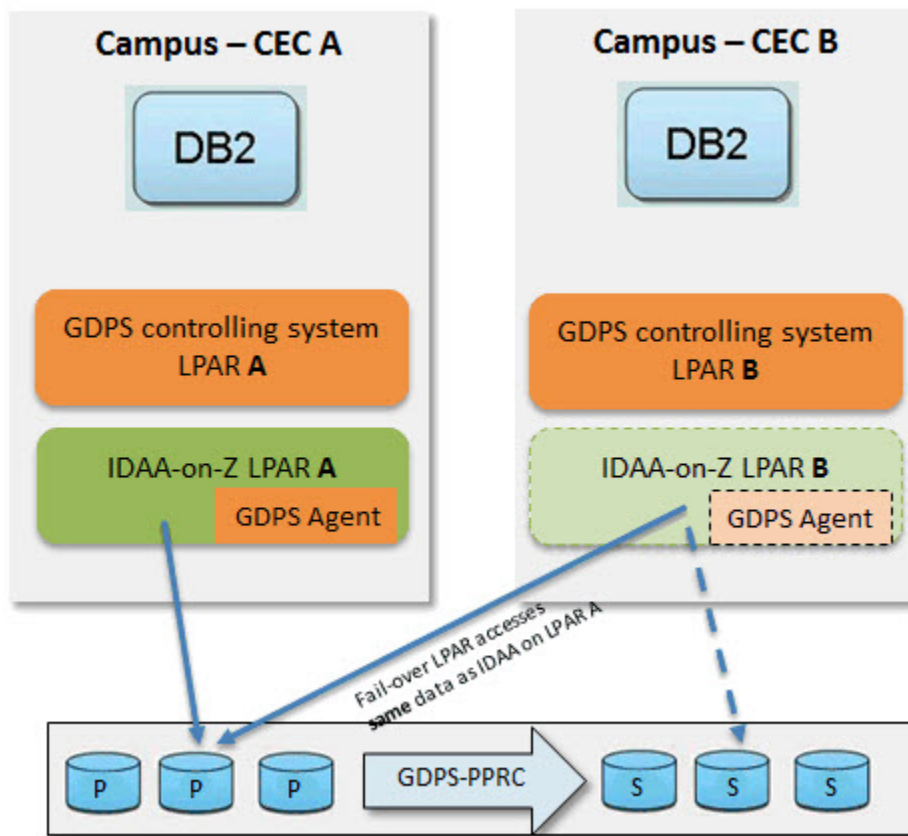 Campus – CEC A
DB2
GDPS controlling system
LPAR A
IDAA-on-Z LPAR A
GDPS Agent
Campus – CEC B
DB2
GDPS controlling system
LPAR B
IDAA-on-Z LPAR B
GDPS Agent
Fail-over LPAR accesses
same data as IDAA on LPAR A
P
P
P
GDPS-PPRC
S
S
S